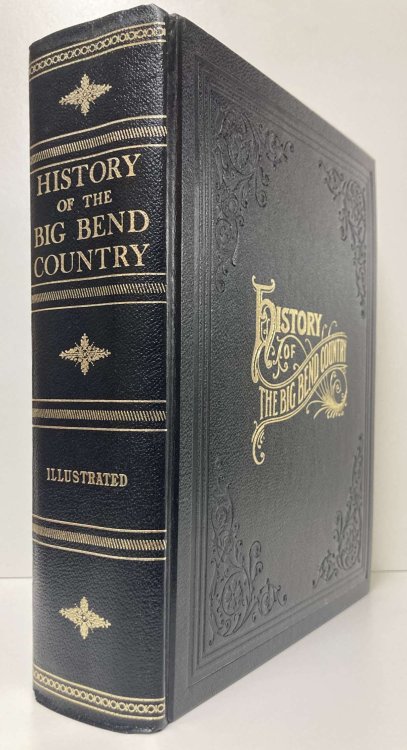 HISTORY
OF THE
BIG BEND
COUNTRY
ILLUSTRATED
HISTORY
OF
THE BIG BEND COUNTRY